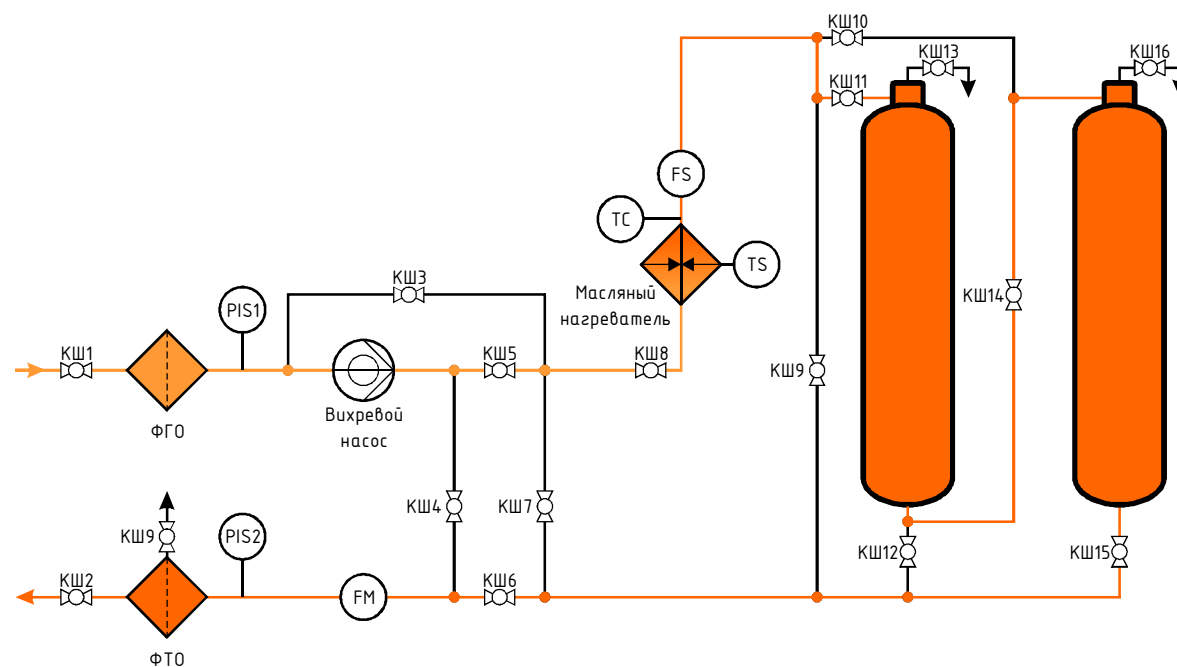 КШ10
КШ13
КШ16
КШ11
FS
TC
TS
Масляный
нагреватель
КШ3
PIS1
КШ14
КШ1
КШ5
КШ8
КШ9
Вихревой
насос
ФГО
КШ4
КШ7
КШ9
PIS2
КШ12
КШ15
КШ2
КШ6
FM
ФТО